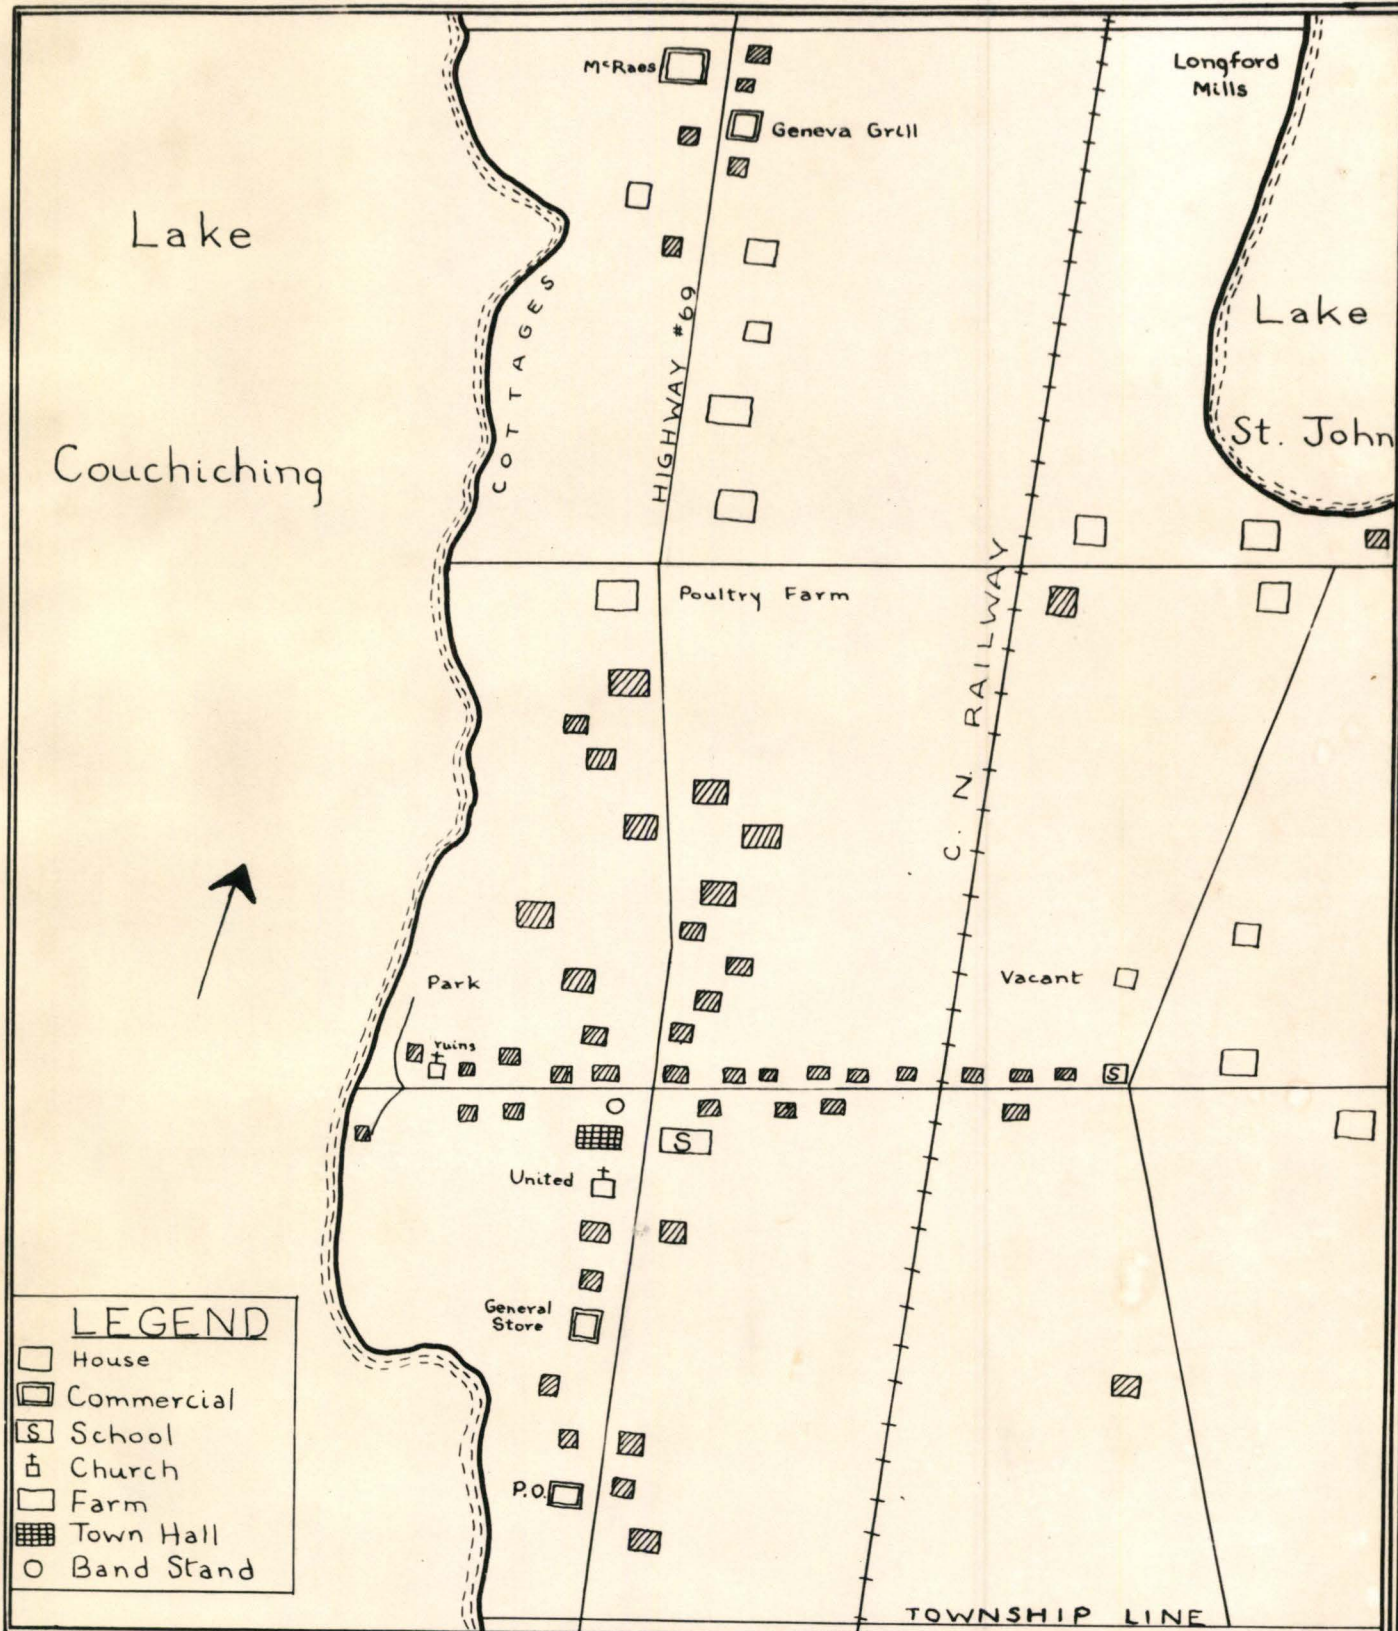 McRaes
Longford
Mills
Geneva Grill
Lake
Couchiching
COTTAGES
HIGHWAY #69
Lake
St. John
Poultry Farm
C. N. RAILWAY
Park
ruins
Vacant
S
S
United
General
Store
P.O.
LEGEND
House
Commercial
S School
Church
Farm
Town Hall
Band Stand
TOWNSHIP LINE